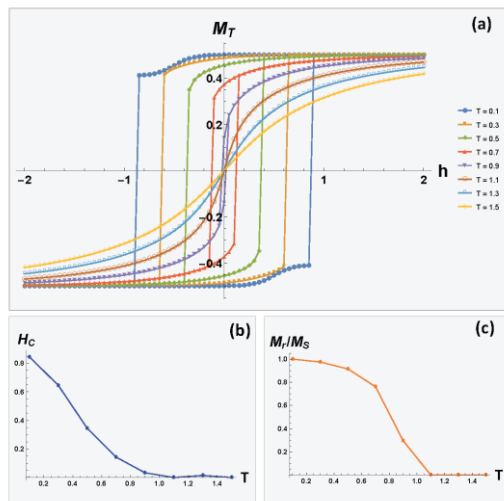 M_T
(a)
0.4
0.2
-0.2
-0.4
-2
-1
1
2
h
T = 0.1
T = 0.3
T = 0.5
T = 0.7
T = 0.9
T = 1.1
T = 1.3
T = 1.5
(b)
H_C
0.8
0.6
0.4
0.2
0.2 0.4 0.6 0.8 1.0 1.2 1.4
T
(c)
M_r/M_S
1.0
0.8
0.6
0.4
0.2
0.2 0.4 0.6 0.8 1.0 1.2 1.4
T